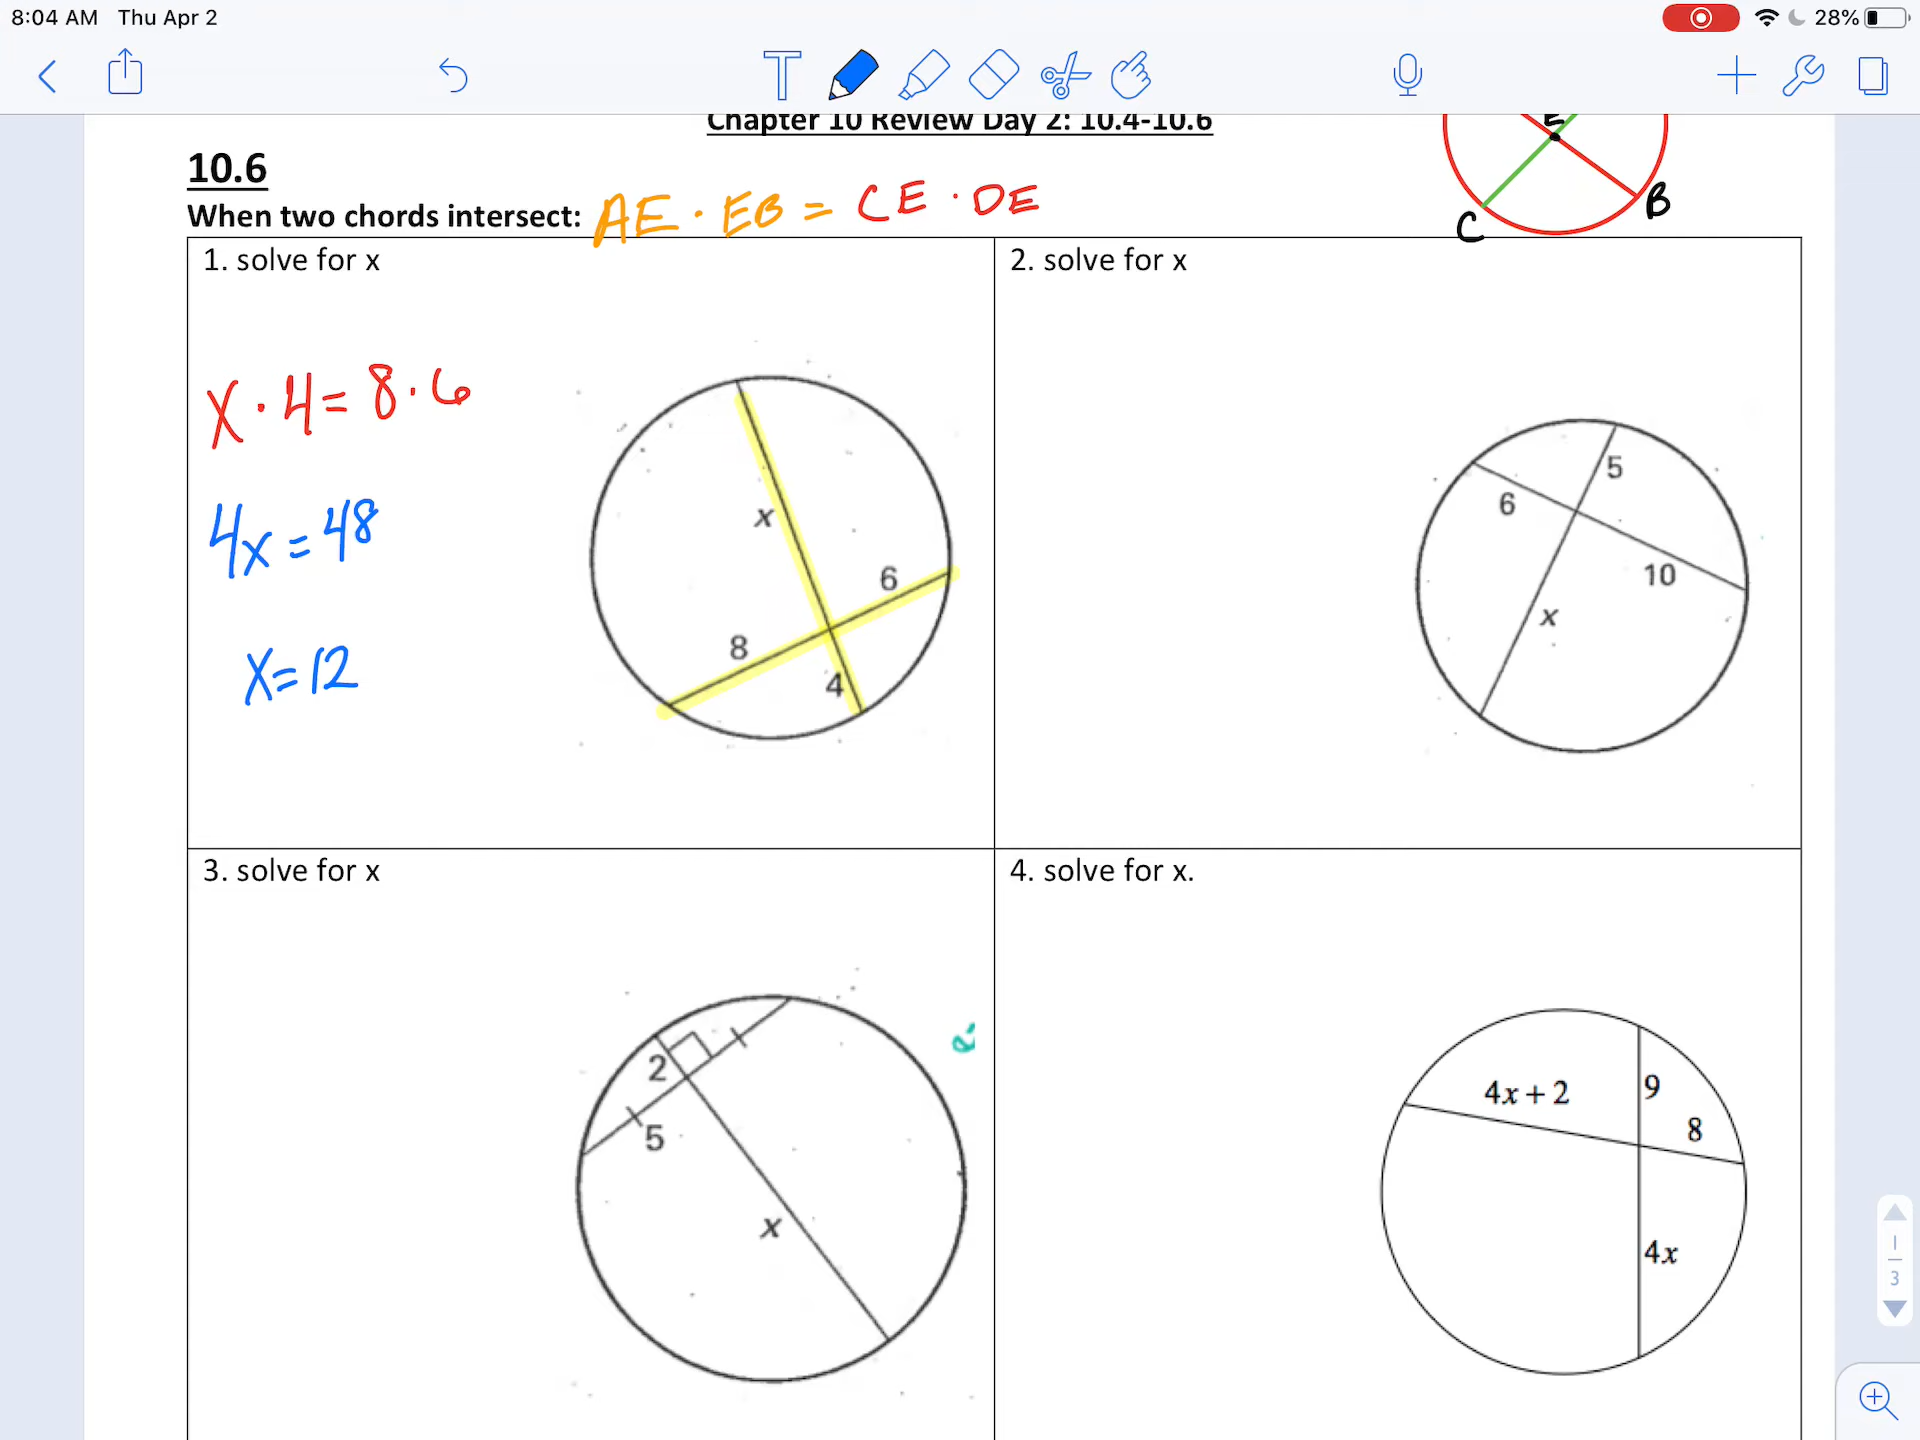 8:04 AM Thu Apr 2
28%
Chapter 10 Review Day 2: 10.4-10.6
E
10.6
B
When two chords intersect: AE · EB = CE · DE
C
1. solve for x
x · 4 = 8 · 6
4x = 48
x = 12
x
6
8
4
2. solve for x
5
6
10
x
3. solve for x
2
5
x
4. solve for x.
4x + 2
9
8
4x
1
3